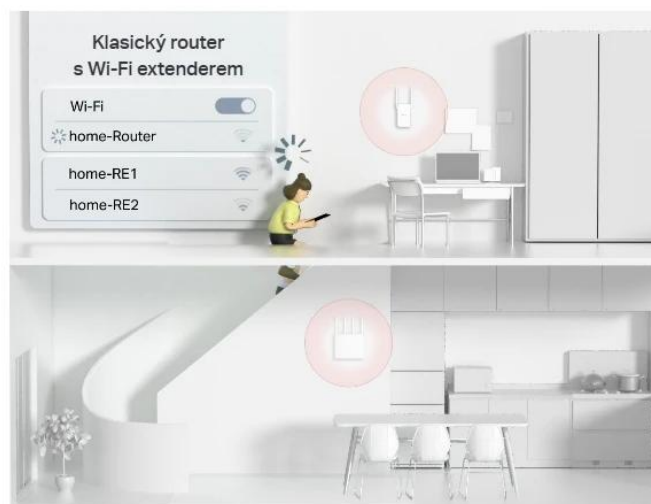 Klasický router
s Wi-Fi extenderem
Wi-Fi
home-Router
home-RE1
home-RE2